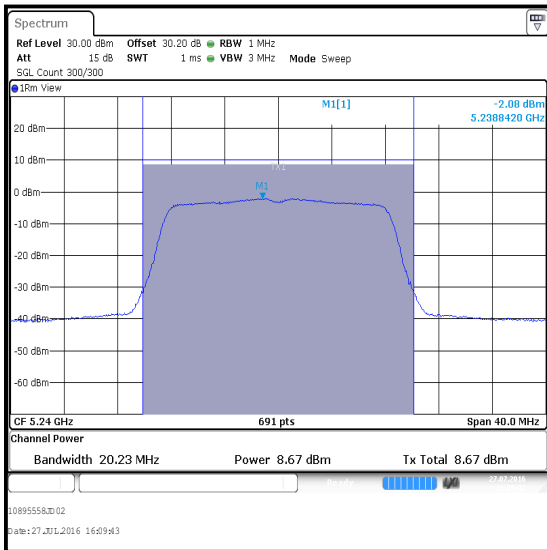 Spectrum
Ref Level 30.00 dBm Offset 30.20 dB RBW 1 MHz
Att 15 dB SWT 1 ms VBW 3 MHz Mode Sweep
SGL Count 300/300
1Rm View
M1[1] -2.08 dBm
5.2388420 GHz
20 dBm
10 dBm
TX1
M1
0 dBm
-10 dBm
-20 dBm
-30 dBm
-40 dBm
-50 dBm
-60 dBm
CF 5.24 GHz 691 pts Span 40.0 MHz
Channel Power
Bandwidth 20.23 MHz Power 8.67 dBm Tx Total 8.67 dBm
Ready 27.07.2016
10895558JD02
Date: 27.JUL.2016 16:09:43